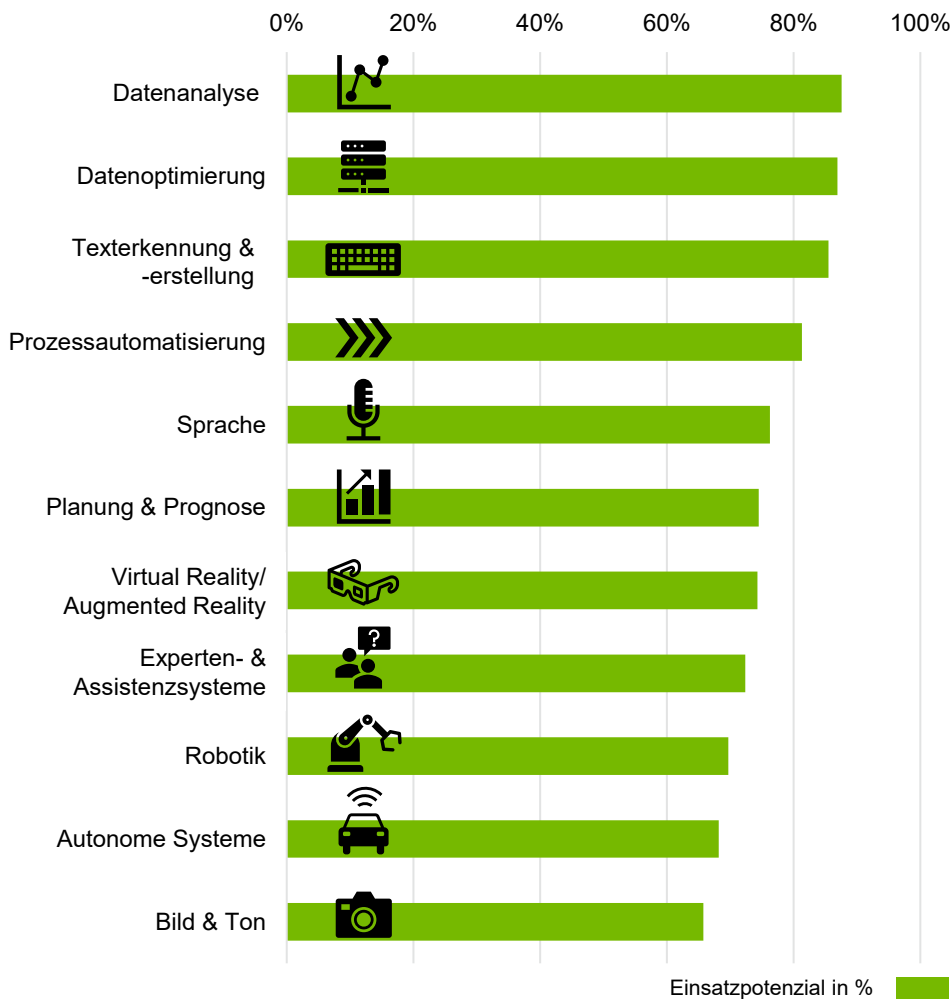 0% 20% 40% 60% 80% 100%
Datenanalyse
Datenoptimierung
Texterkennung &
-erstellung
Prozessautomatisierung
Sprache
Planung & Prognose
Virtual Reality/
Augmented Reality
?
Experten- &
Assistenzsysteme
Robotik
Autonome Systeme
Bild & Ton
Einsatzpotenzial in %